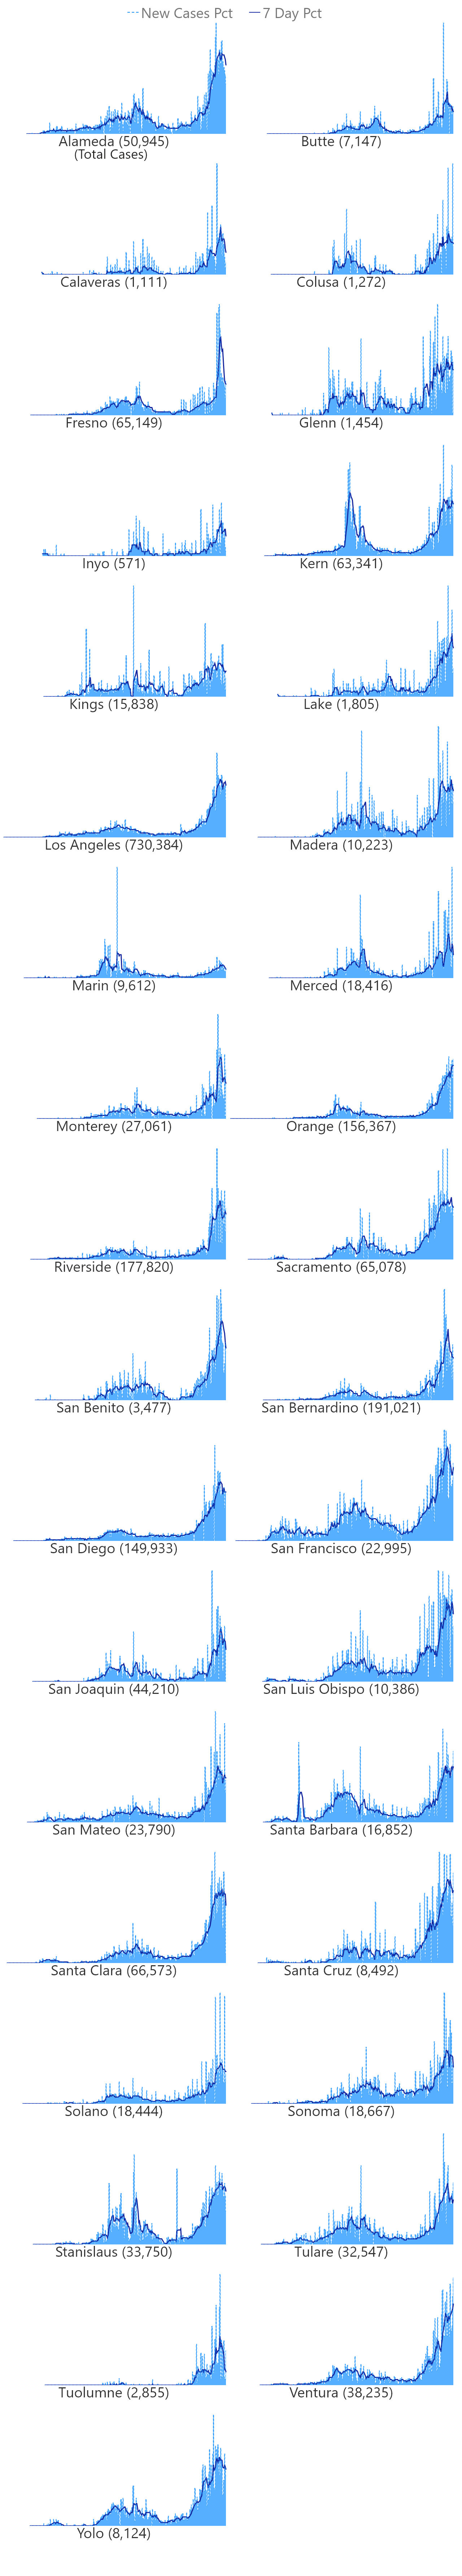 New Cases Pct 7 Day Pct
Alameda (50,945)
(Total Cases)
Butte (7,147)
Calaveras (1,111)
Colusa (1,272)
Fresno (65,149)
Glenn (1,454)
Inyo (571)
Kern (63,341)
Kings (15,838)
Lake (1,805)
Los Angeles (730,384)
Madera (10,223)
Marin (9,612)
Merced (18,416)
Monterey (27,061)
Orange (156,367)
Riverside (177,820)
Sacramento (65,078)
San Benito (3,477)
San Bernardino (191,021)
San Diego (149,933)
San Francisco (22,995)
San Joaquin (44,210)
San Luis Obispo (10,386)
San Mateo (23,790)
Santa Barbara (16,852)
Santa Clara (66,573)
Santa Cruz (8,492)
Solano (18,444)
Sonoma (18,667)
Stanislaus (33,750)
Tulare (32,547)
Tuolumne (2,855)
Ventura (38,235)
Yolo (8,124)